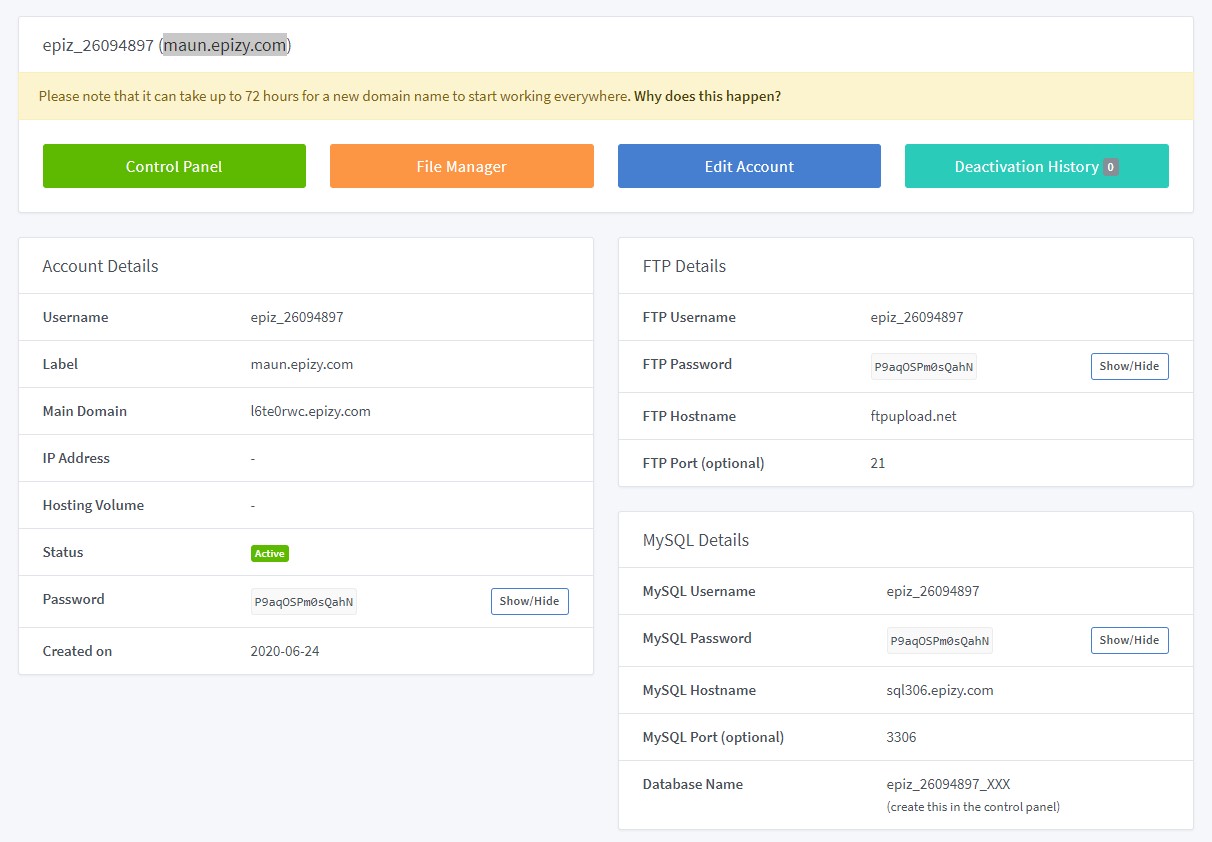 epiz_26094897 (maun.epizy.com)
Please note that it can take up to 72 hours for a new domain name to start working everywhere. Why does this happen?
Control Panel
File Manager
Edit Account
Deactivation History 0
Account Details
Username epiz_26094897
Label maun.epizy.com
Main Domain l6te0rwc.epizy.com
IP Address -
Hosting Volume -
Status Active
Password P9aqOSPm0sQahN Show/Hide
Created on 2020-06-24
FTP Details
FTP Username epiz_26094897
FTP Password P9aqOSPm0sQahN Show/Hide
FTP Hostname ftpupload.net
FTP Port (optional) 21
MySQL Details
MySQL Username epiz_26094897
MySQL Password P9aqOSPm0sQahN Show/Hide
MySQL Hostname sql306.epizy.com
MySQL Port (optional) 3306
Database Name epiz_26094897_XXX
(create this in the control panel)